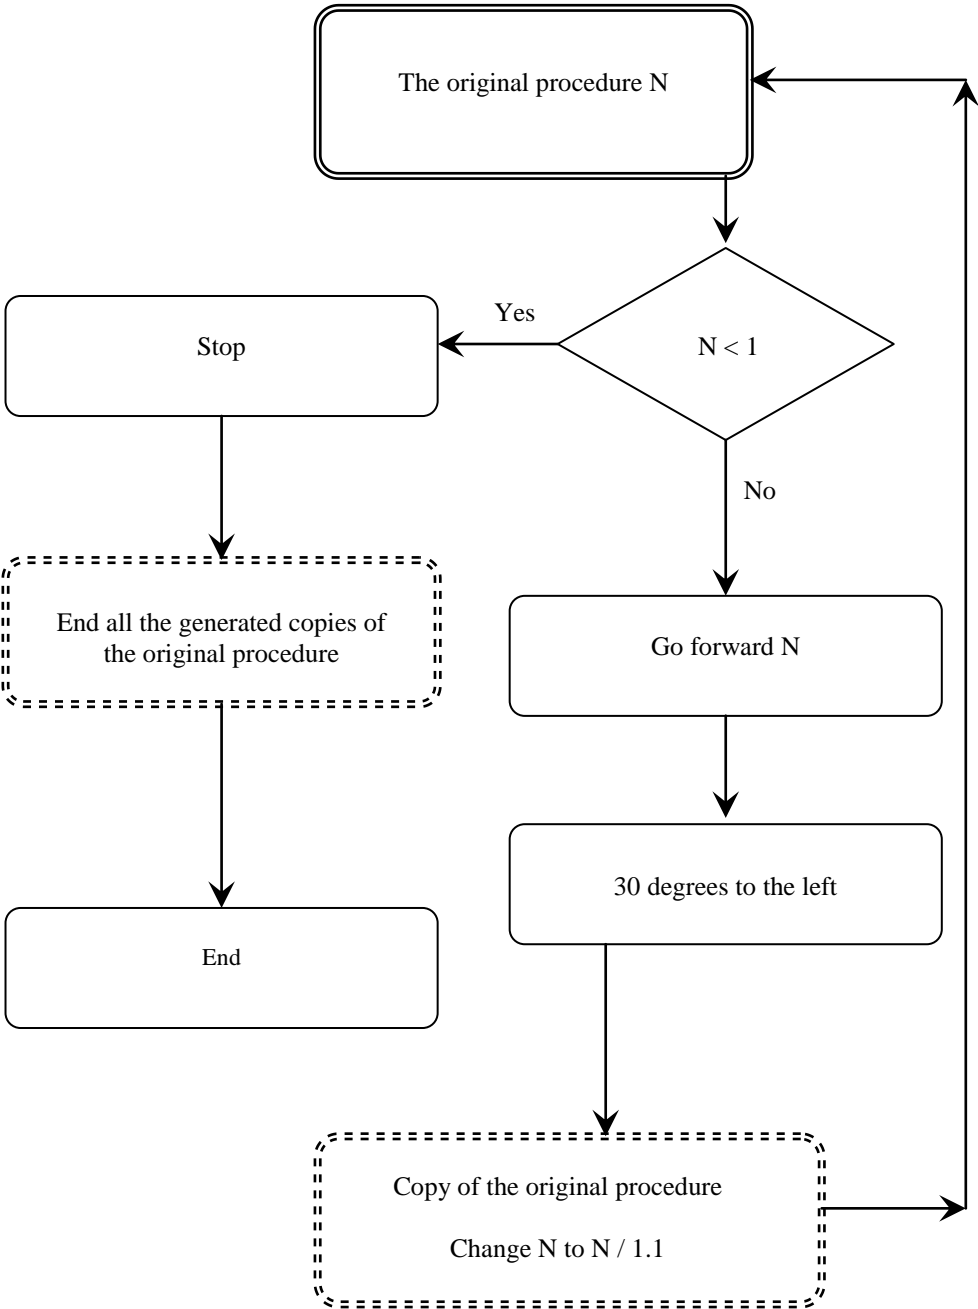 The original procedure N
Yes
N < 1
Stop
No
End all the generated copies of
the original procedure
Go forward N
30 degrees to the left
End
Copy of the original procedure
Change N to N / 1.1